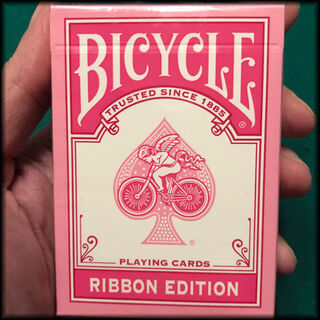 BICYCLE
®
TRUSTED SINCE 1885
®
PLAYING CARDS
RIBBON EDITION